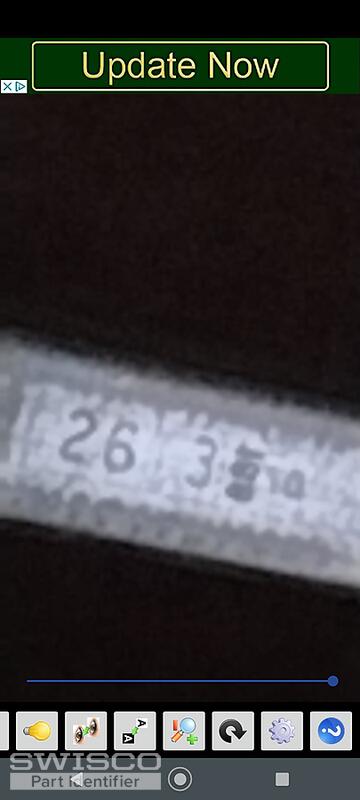 Update Now
26 3
SWISCO
Part Identifier